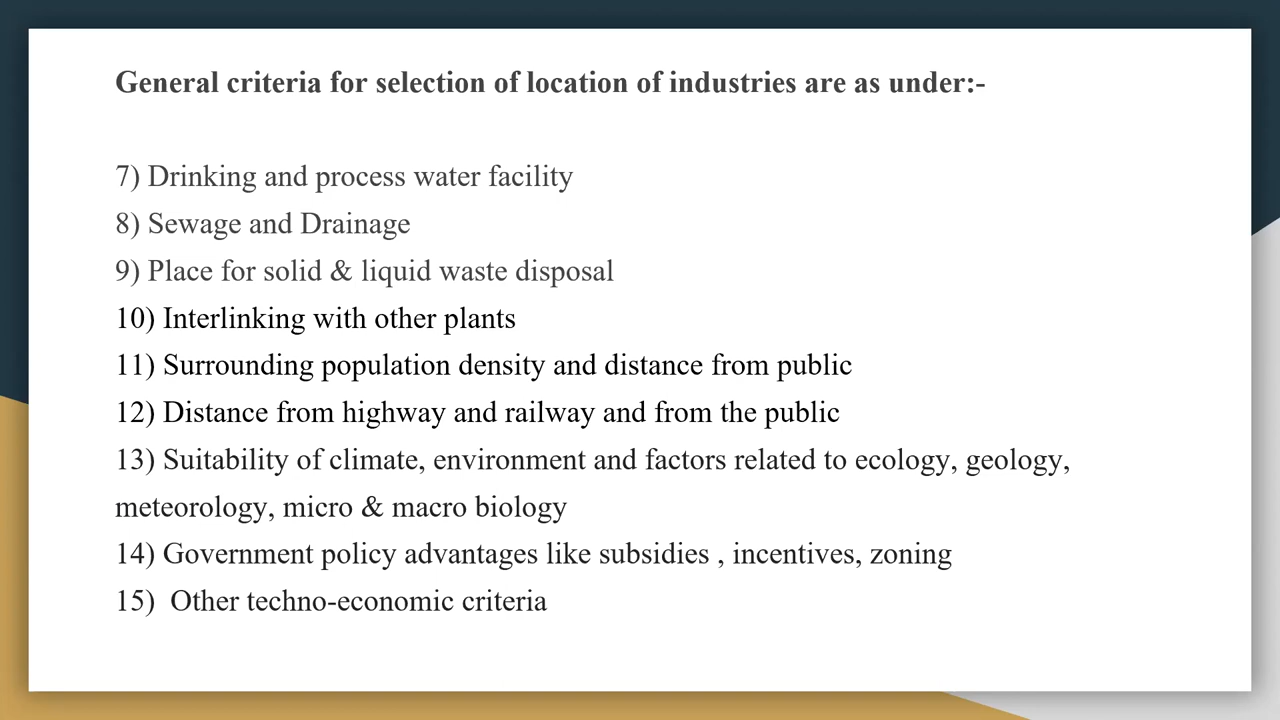 General criteria for selection of location of industries are as under:-
7) Drinking and process water facility
8) Sewage and Drainage
9) Place for solid & liquid waste disposal
10) Interlinking with other plants
11) Surrounding population density and distance from public
12) Distance from highway and railway and from the public
13) Suitability of climate, environment and factors related to ecology, geology,
meteorology, micro & macro biology
14) Government policy advantages like subsidies , incentives, zoning
15)  Other techno-economic criteria